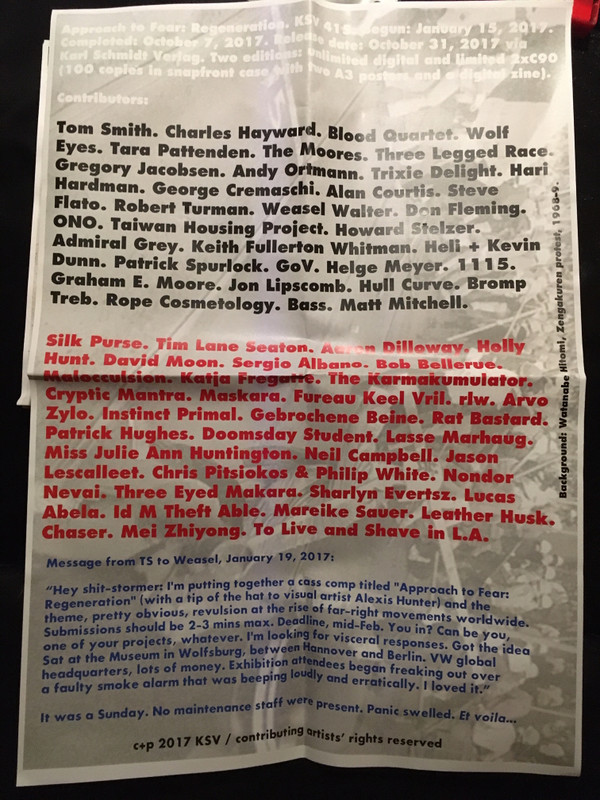 Approach to Fear: Regeneration. KSV 415. Begun: January 15, 2017.
Completed: October 7, 2017. Release date: October 31, 2017 via
Karl Schmidt Verlag. Two editions: unlimited digital and limited 2xC90
(100 copies in snapfront case with two A3 posters and a digital zine).
Contributors:
Tom Smith. Charles Hayward. Blood Quartet. Wolf
Eyes. Tara Pattenden. The Moores. Three Legged Race.
Gregory Jacobsen. Andy Ortmann. Trixie Delight. Hari
Hardman. George Cremaschi. Alan Courtis. Steve
Flato. Robert Turman. Weasel Walter. Don Fleming.
ONO. Taiwan Housing Project. Howard Stelzer.
Admiral Grey. Keith Fullerton Whitman. Heli + Kevin
Dunn. Patrick Spurlock. GoV. Helge Meyer. 1115.
Graham E. Moore. Jon Lipscomb. Hull Curve. Bromp
Treb. Rope Cosmetology. Bass. Matt Mitchell.
Silk Purse. Tim Lane Seaton. Aaron Dilloway. Holly
Hunt. David Moon. Sergio Albano. Bob Bellerue.
Malocculsion. Katja Fregatte. The Karmakumulator.
Cryptic Mantra. Maskara. Fureau Keel Vril. rlw. Arvo
Zylo. Instinct Primal. Gebrochene Beine. Rat Bastard.
Patrick Hughes. Doomsday Student. Lasse Marhaug.
Miss Julie Ann Huntington. Neil Campbell. Jason
Lescalleet. Chris Pitsiokos & Philip White. Nondor
Nevai. Three Eyed Makara. Sharlyn Evertsz. Lucas
Abela. Id M Theft Able. Mareike Sauer. Leather Husk.
Chaser. Mei Zhiyong. To Live and Shave in L.A.
Message from TS to Weasel, January 19, 2017:
“Hey shit-stormer: I'm putting together a cass comp titled "Approach to Fear:
Regeneration" (with a tip of the hat to visual artist Alexis Hunter) and the
theme, pretty obvious, revulsion at the rise of far-right movements worldwide.
Submissions should be 2-3 mins max. Deadline, mid-Feb. You in? Can be you,
one of your projects, whatever. I'm looking for visceral responses. Got the idea
Sat at the Museum in Wolfsburg, between Hannover and Berlin. VW global
headquarters, lots of money. Exhibition attendees began freaking out over
a faulty smoke alarm that was beeping loudly and erratically. I loved it.”
It was a Sunday. No maintenance staff were present. Panic swelled. Et voila...
c+p 2017 KSV / contributing artists' rights reserved
Background: Watanabe Hitomi, Zengakuren protest, 1968-9.